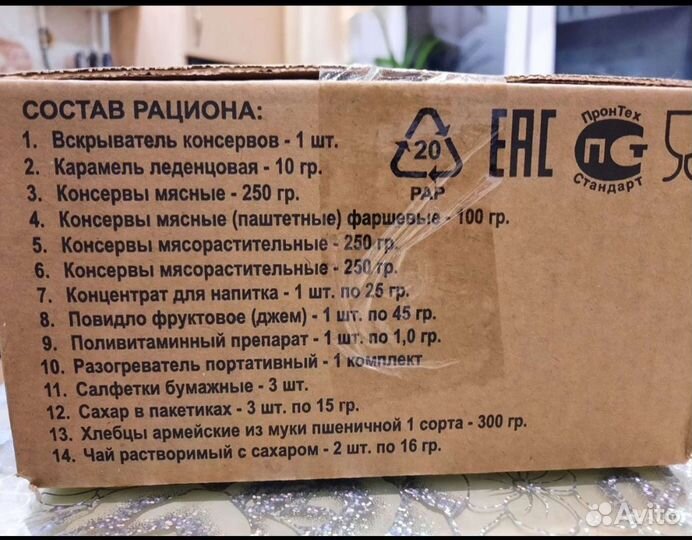 СОСТАВ РАЦИОНА:
1. Вскрыватель консервов - 1 шт.
2. Карамель леденцовая - 10 гр.
3. Консервы мясные - 250 гр.
4. Консервы мясные (паштетные) фаршевые - 100 гр.
5. Консервы мясорастительные - 250 гр.
6. Консервы мясорастительные - 250 гр.
7. Концентрат для напитка - 1 шт. по 25 гр.
8. Повидло фруктовое (джем) - 1 шт. по 45 гр.
9. Поливитаминный препарат - 1 шт. по 1,0 гр.
10. Разогреватель портативный - 1 комплект
11. Салфетки бумажные - 3 шт.
12. Сахар в пакетиках - 3 шт. по 15 гр.
13. Хлебцы армейские из муки пшеничной 1 сорта - 300 гр.
14. Чай растворимый с сахаром - 2 шт. по 16 гр.
20
PAP
EAC
ПронТех
ПСТ
Стандарт
Avito